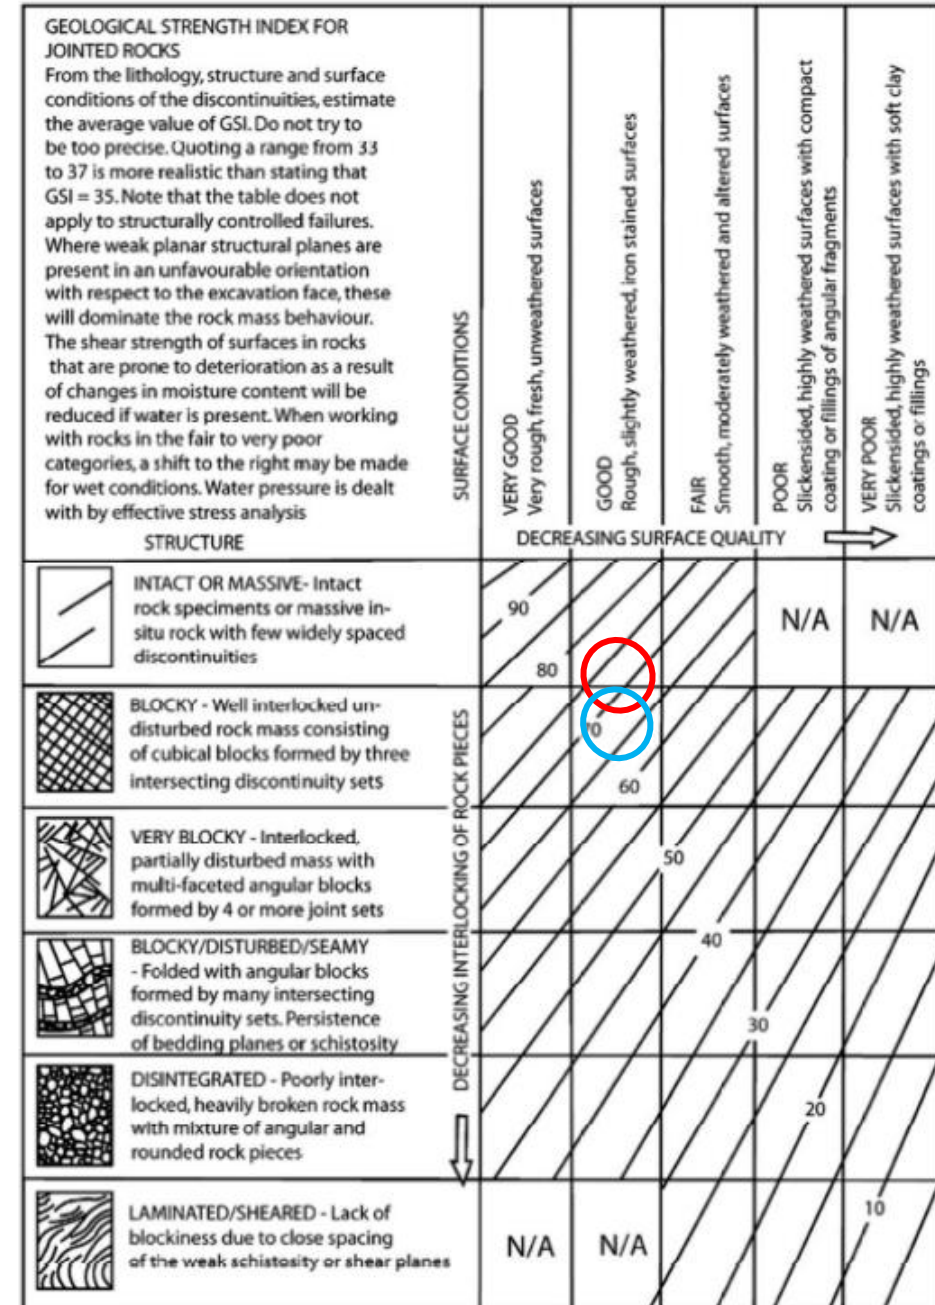 GEOLOGICAL STRENGTH INDEX FOR
JOINTED ROCKS
From the lithology, structure and surface
conditions of the discontinuities, estimate
the average value of GSI. Do not try to
be too precise. Quoting a range from 33
to 37 is more realistic than stating that
GSI = 35. Note that the table does not
apply to structurally controlled failures.
Where weak planar structural planes are
present in an unfavourable orientation
with respect to the excavation face, these
will dominate the rock mass behaviour.
The shear strength of surfaces in rocks
that are prone to deterioration as a result
of changes in moisture content will be
reduced if water is present. When working
with rocks in the fair to very poor
categories, a shift to the right may be made
for wet conditions. Water pressure is dealt
with by effective stress analysis
STRUCTURE
SURFACE CONDITIONS
VERY GOOD
Very rough, fresh, unweathered surfaces
GOOD
Rough, slightly weathered, iron stained surfaces
FAIR
Smooth, moderately weathered and altered surfaces
POOR
Slickensided, highly weathered surfaces with compact
coating or fillings of angular fragments
VERY POOR
Slickensided, highly weathered surfaces with soft clay
coatings or fillings
DECREASING SURFACE QUALITY
INTACT OR MASSIVE- Intact
rock speciments or massive in-
situ rock with few widely spaced
discontinuities
90
80
N/A
N/A
DECREASING INTERLOCKING OF ROCK PIECES
BLOCKY - Well interlocked un-
disturbed rock mass consisting
of cubical blocks formed by three
intersecting discontinuity sets
70
60
VERY BLOCKY - Interlocked,
partially disturbed mass with
multi-faceted angular blocks
formed by 4 or more joint sets
50
BLOCKY/DISTURBED/SEAMY
- Folded with angular blocks
formed by many intersecting
discontinuity sets. Persistence
of bedding planes or schistosity
40
30
DISINTEGRATED - Poorly inter-
locked, heavily broken rock mass
with mixture of angular and
rounded rock pieces
20
LAMINATED/SHEARED - Lack of
blockiness due to close spacing
of the weak schistosity or shear planes
N/A
N/A
10